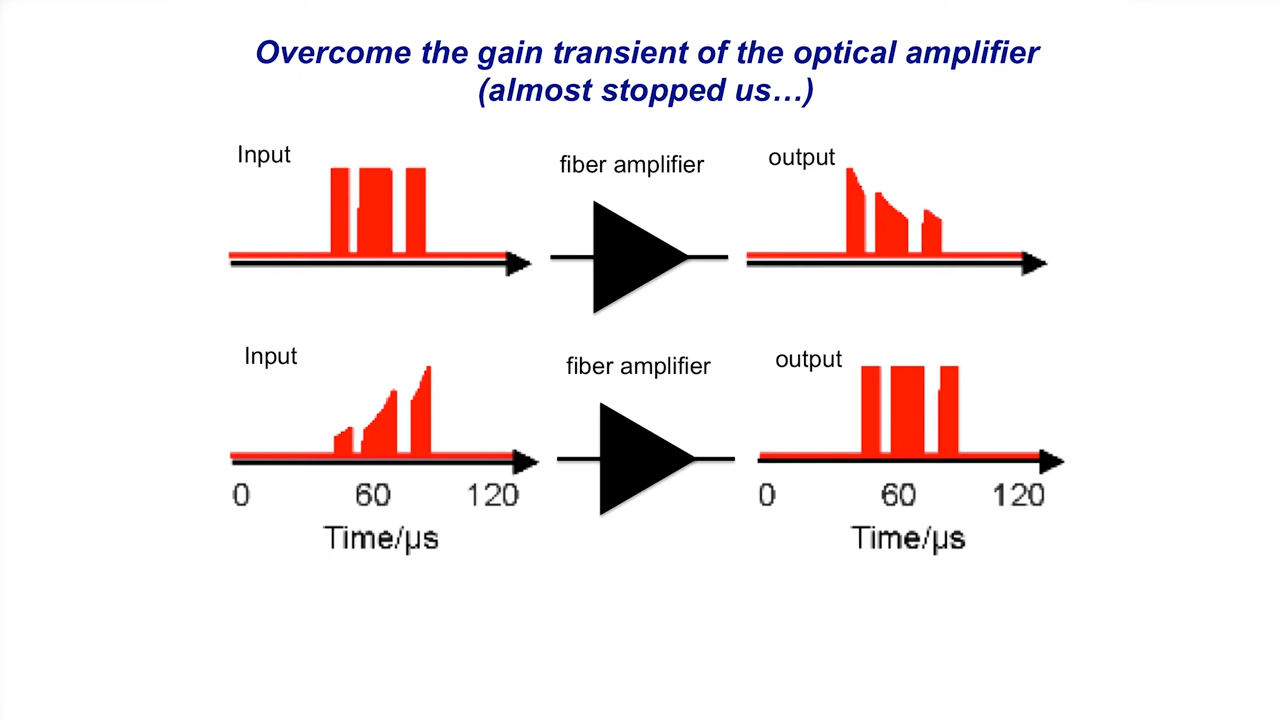 Overcome the gain transient of the optical amplifier
(almost stopped us…)
Input
fiber amplifier
output
Input
fiber amplifier
output
0 60 120
Time/µs
0 60 120
Time/µs